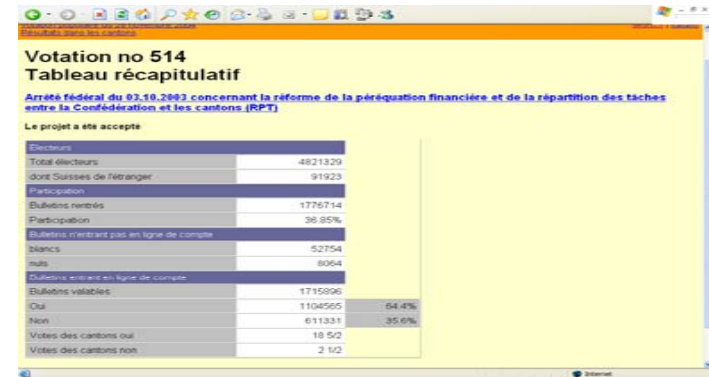 Résultats dans les cantons
Votation no 514
Tableau récapitulatif
Arrêté fédéral du 03.10.2003 concernant la réforme de la péréquation financière et de la répartition des tâches
entre la Confédération et les cantons (RPT)
Le projet a été accepté
Electeurs
Total électeurs 4821329
dont Suisses de l'étranger 91923
Participation
Bulletins rentrés 1776714
Participation 36.85%
Bulletins n'entrant pas en ligne de compte
blancs 52754
nuls 8064
Bulletins entrant en ligne de compte
Bulletins valables 1715896
Oui 1104565 64.4%
Non 611331 35.6%
Votes des cantons oui 18 5/2
Votes des cantons non 2 1/2
Internet